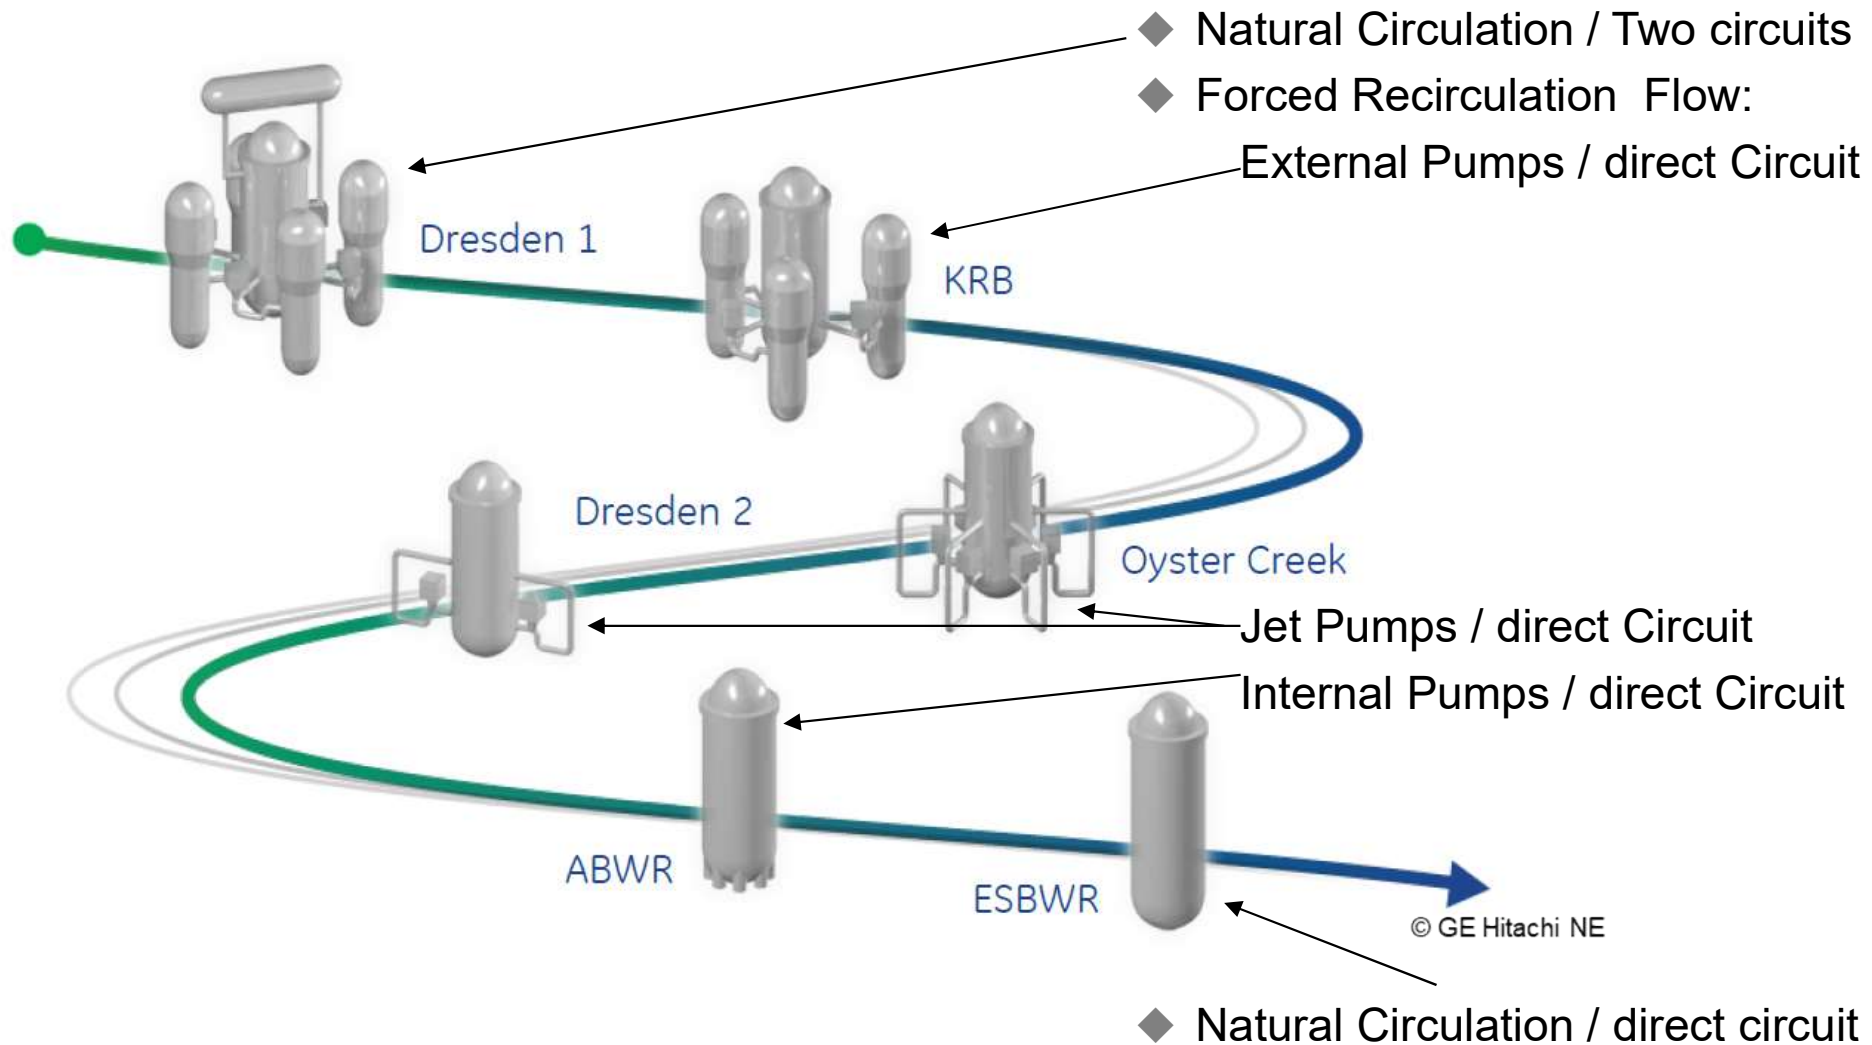 ◆ Natural Circulation / Two circuits
◆ Forced Recirculation Flow:
External Pumps / direct Circuit
Dresden 1
KRB
Dresden 2
Oyster Creek
Jet Pumps / direct Circuit
Internal Pumps / direct Circuit
ABWR
ESBWR
© GE Hitachi NE
◆ Natural Circulation / direct circuit